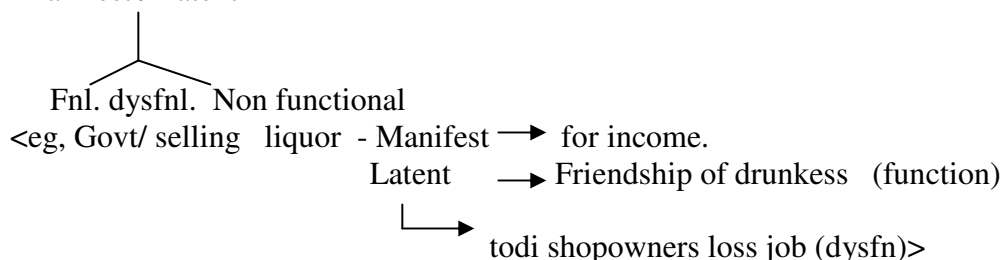 Fnl. dysfnl. Non functional
<eg, Govt/ selling liquor - Manifest → for income.
Latent → Friendship of drunkess (function)
todi shopowners loss job (dysfn)>